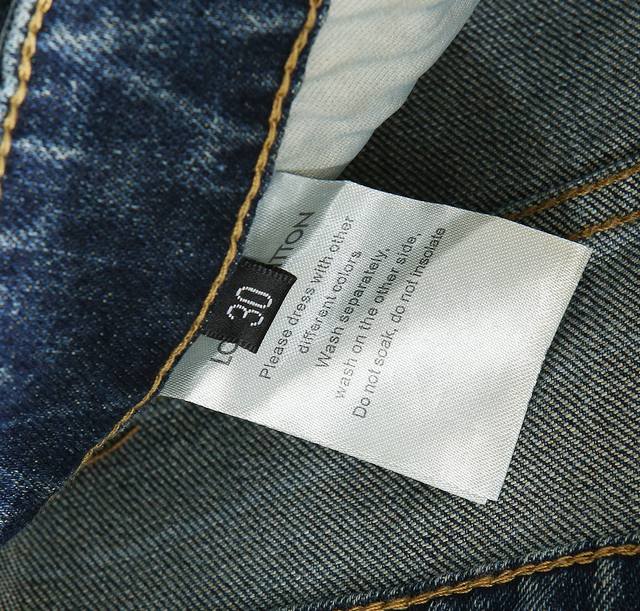 LO TTON
30
Please dress with other
different colors
Wash separately,
wash on the other side,
Do not soak, do not insolate